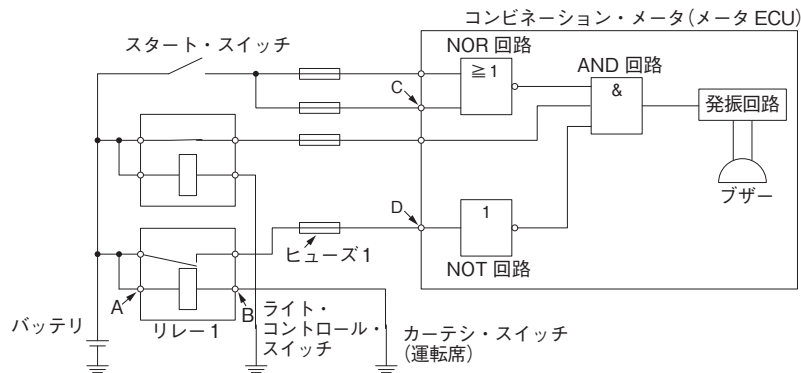 コンビネーション・メータ(メータ ECU)
スタート・スイッチ
NOR 回路
AND 回路
≧1
&
C
発振回路
ブザー
D
1
ヒューズ 1
NOT 回路
A
B
リレー 1
ライト・
コントロール・
スイッチ
バッテリ
カーテシ・スイッチ
(運転席)